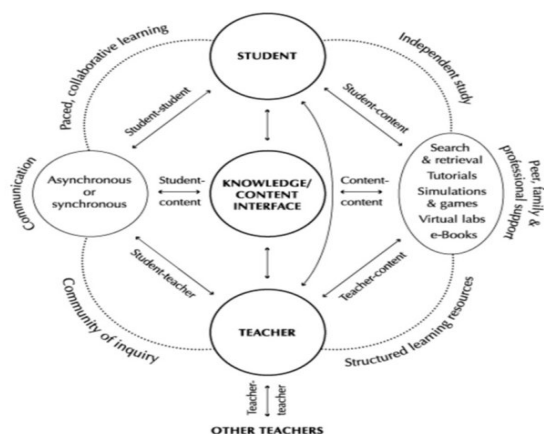 STUDENT
Paced, collaborative learning
Independent study
Student-student
Student-content
Communication
Asynchronous
or
synchronous
Student-
content
KNOWLEDGE/
CONTENT
INTERFACE
Content-
content
Search
& retrieval
Tutorials
Simulations
& games
Virtual labs
e-Books
Peer, family &
professional support
Student-teacher
Teacher-content
Community of inquiry
TEACHER
Structured learning resources
Teacher-
teacher
OTHER TEACHERS